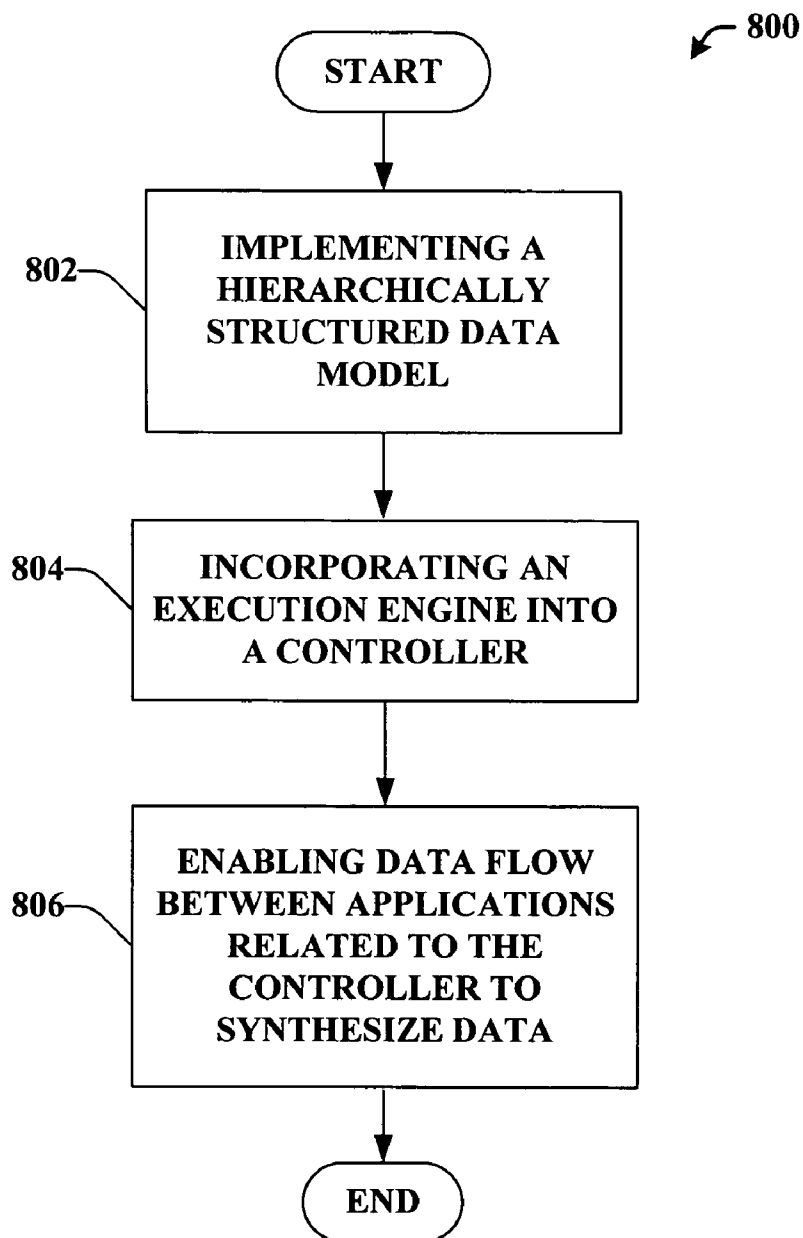 800
START
802
IMPLEMENTING A
HIERARCHICALLY
STRUCTURED DATA
MODEL
804
INCORPORATING AN
EXECUTION ENGINE INTO
A CONTROLLER
806
ENABLING DATA FLOW
BETWEEN APPLICATIONS
RELATED TO THE
CONTROLLER TO
SYNTHESIZE DATA
END